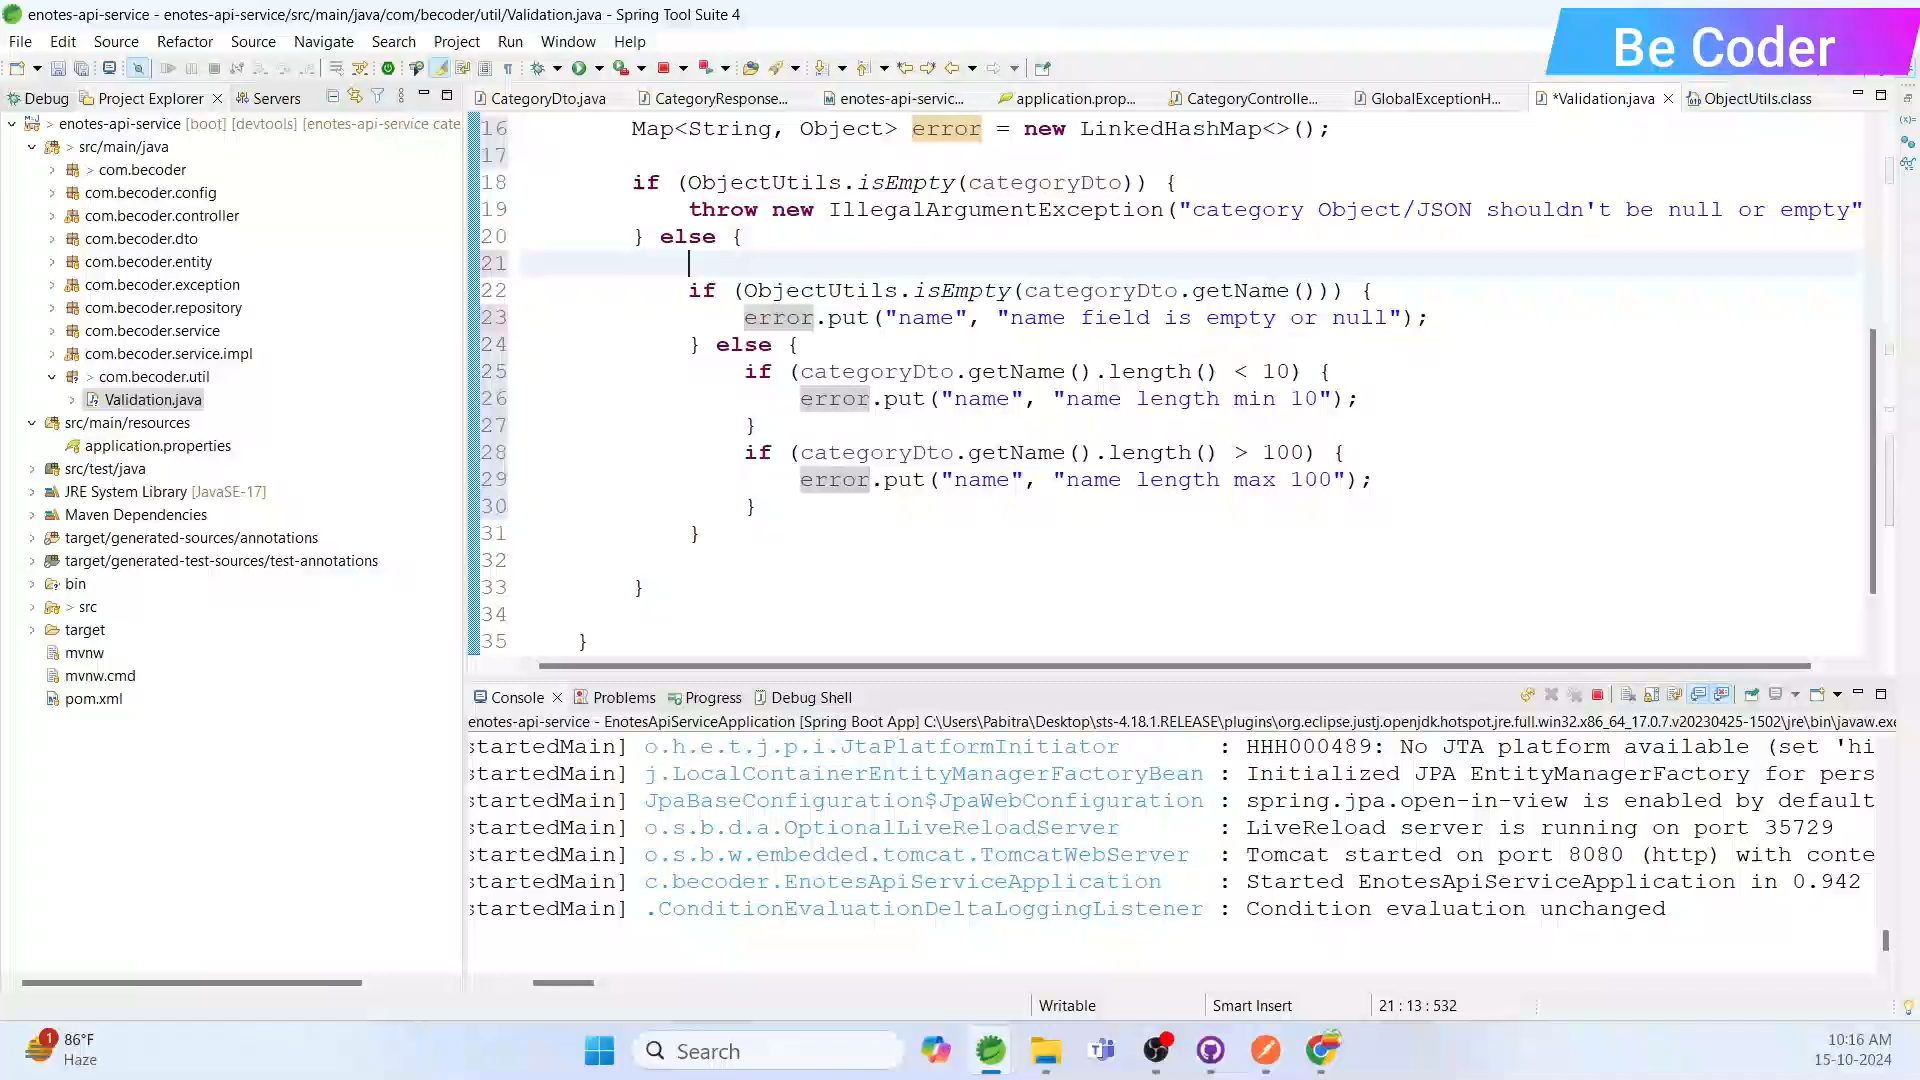 enotes-api-service - enotes-api-service/src/main/java/com/becoder/util/Validation.java - Spring Tool Suite 4
Be Coder
File Edit Source Refactor Source Navigate Search Project Run Window Help
Debug Project Explorer Servers
CategoryDto.java CategoryResponse... enotes-api-servic... application.prop... CategoryControlle... GlobalExceptionH... *Validation.java ObjectUtils.class
> enotes-api-service [boot] [devtools] [enotes-api-service cate
> src/main/java
> com.becoder
com.becoder.config
com.becoder.controller
com.becoder.dto
com.becoder.entity
com.becoder.exception
com.becoder.repository
com.becoder.service
com.becoder.service.impl
> com.becoder.util
Validation.java
src/main/resources
application.properties
src/test/java
JRE System Library [JavaSE-17]
Maven Dependencies
target/generated-sources/annotations
target/generated-test-sources/test-annotations
bin
> src
target
mvnw
mvnw.cmd
pom.xml
16 Map<String, Object> error = new LinkedHashMap<>();
17
18 if (ObjectUtils.isEmpty(categoryDto)) {
19 throw new IllegalArgumentException("category Object/JSON shouldn't be null or empty"
20 } else {
21
22 if (ObjectUtils.isEmpty(categoryDto.getName())) {
23 error.put("name", "name field is empty or null");
24 } else {
25 if (categoryDto.getName().length() < 10) {
26 error.put("name", "name length min 10");
27 }
28 if (categoryDto.getName().length() > 100) {
29 error.put("name", "name length max 100");
30 }
31 }
32
33 }
34
35 }
Console Problems Progress Debug Shell
enotes-api-service - EnotesApiServiceApplication [Spring Boot App] C:\Users\Pabitra\Desktop\sts-4.18.1.RELEASE\plugins\org.eclipse.justj.openjdk.hotspot.jre.full.win32.x86_64_17.0.7.v20230425-1502\jre\bin\javaw.exe
startedMain] o.h.e.t.j.p.i.JtaPlatformInitiator : HHH000489: No JTA platform available (set 'hi
startedMain] j.LocalContainerEntityManagerFactoryBean : Initialized JPA EntityManagerFactory for pers
startedMain] JpaBaseConfiguration$JpaWebConfiguration : spring.jpa.open-in-view is enabled by default
startedMain] o.s.b.d.a.OptionalLiveReloadServer : LiveReload server is running on port 35729
startedMain] o.s.b.w.embedded.tomcat.TomcatWebServer : Tomcat started on port 8080 (http) with conte
startedMain] c.becoder.EnotesApiServiceApplication : Started EnotesApiServiceApplication in 0.942
startedMain] .ConditionEvaluationDeltaLoggingListener : Condition evaluation unchanged
Writable Smart Insert 21 : 13 : 532
1
86°F
Haze
Search
10:16 AM
15-10-2024